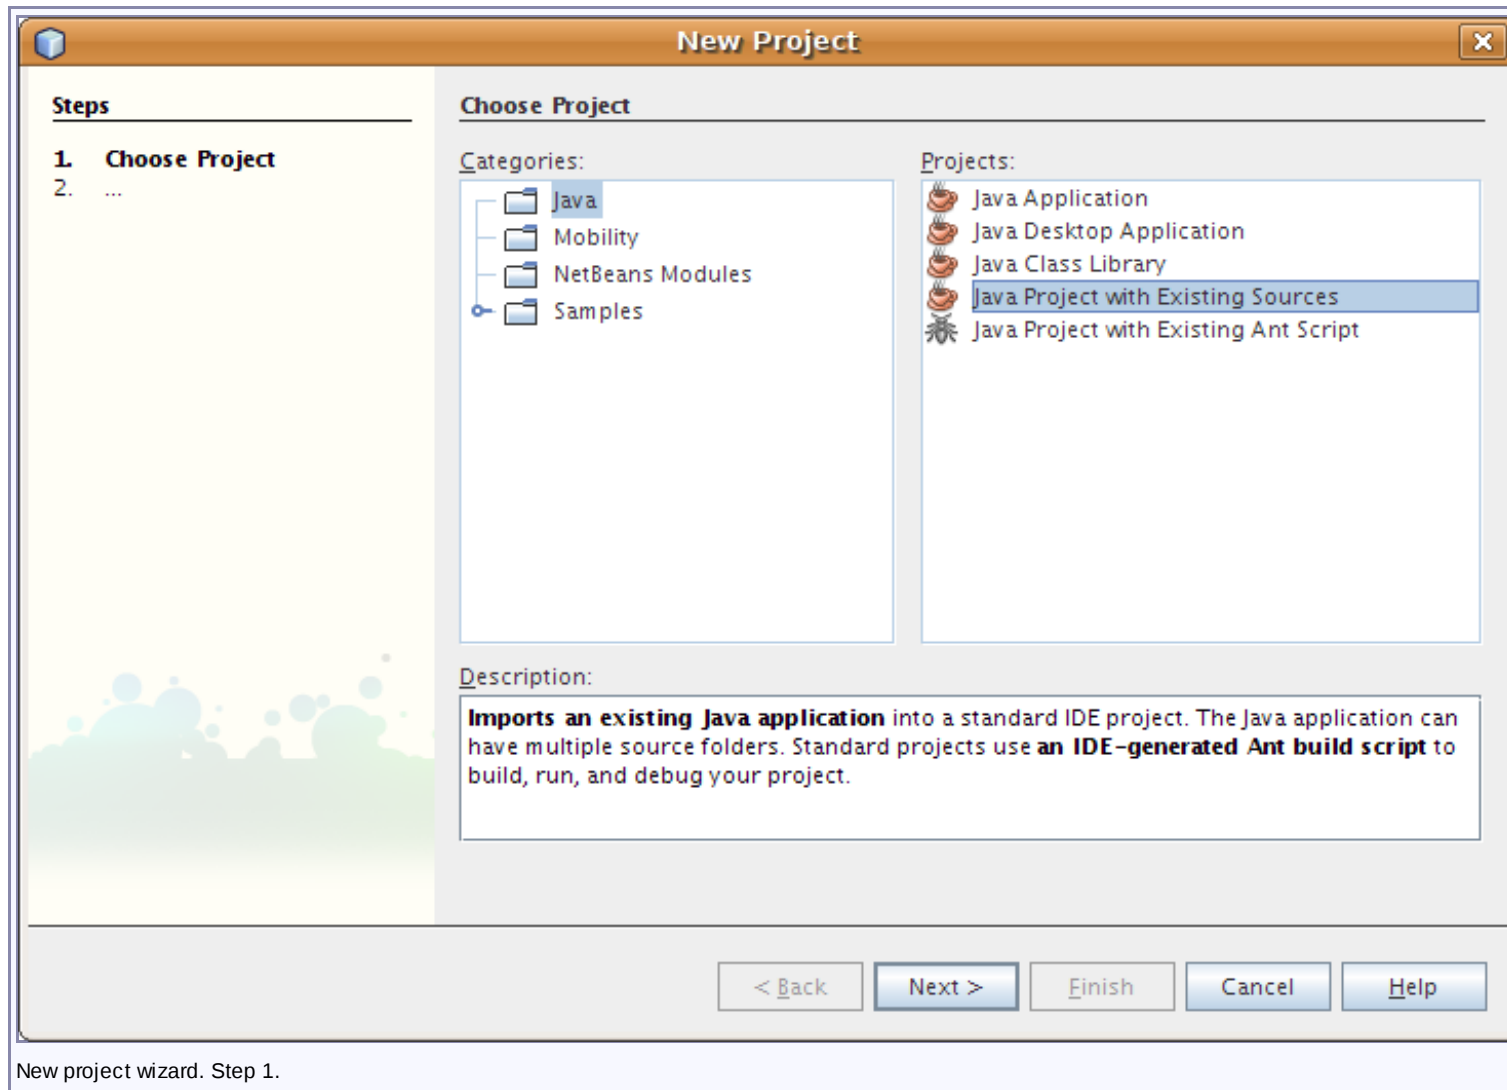 New Project
Steps
1. Choose Project
2. ...
Choose Project
Categories:
Java
Mobility
NetBeans Modules
Samples
Projects:
Java Application
Java Desktop Application
Java Class Library
Java Project with Existing Sources
Java Project with Existing Ant Script
Description:
Imports an existing Java application into a standard IDE project. The Java application can
have multiple source folders. Standard projects use an IDE-generated Ant build script to
build, run, and debug your project.
< Back
Next >
Finish
Cancel
Help
New project wizard. Step 1.